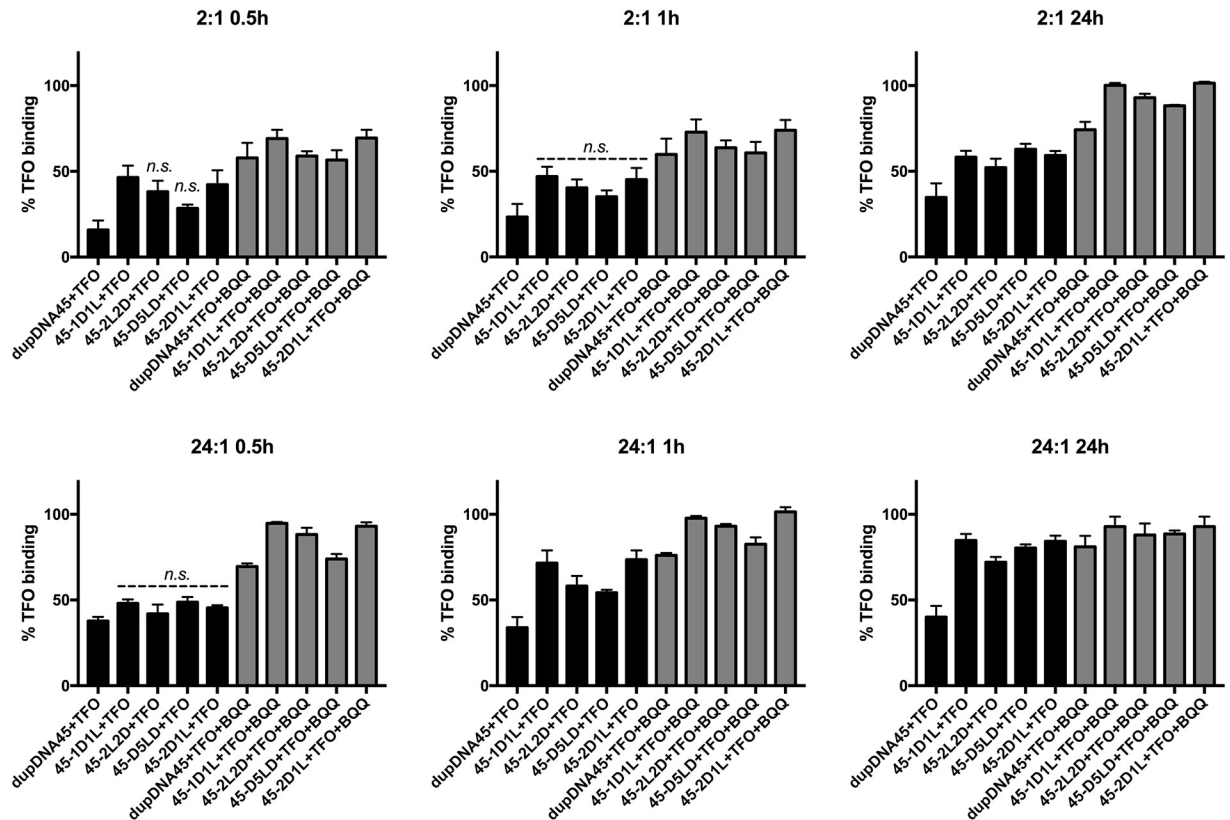 2:1 0.5h
% TFO binding
100
50
0
n.s.
n.s.
dupDNA45+TFO
45-1D1L+TFO
45-2L2D+TFO
45-D5LD+TFO
45-2D1L+TFO
dupDNA45+TFO+BQQ
45-1D1L+TFO+BQQ
45-2L2D+TFO+BQQ
45-D5LD+TFO+BQQ
45-2D1L+TFO+BQQ
2:1 1h
% TFO binding
100
50
0
n.s.
dupDNA45+TFO
45-1D1L+TFO
45-2L2D+TFO
45-D5LD+TFO
45-2D1L+TFO
dupDNA45+TFO+BQQ
45-1D1L+TFO+BQQ
45-2L2D+TFO+BQQ
45-D5LD+TFO+BQQ
45-2D1L+TFO+BQQ
2:1 24h
% TFO binding
100
50
0
dupDNA45+TFO
45-1D1L+TFO
45-2L2D+TFO
45-D5LD+TFO
45-2D1L+TFO
dupDNA45+TFO+BQQ
45-1D1L+TFO+BQQ
45-2L2D+TFO+BQQ
45-D5LD+TFO+BQQ
45-2D1L+TFO+BQQ
24:1 0.5h
% TFO binding
100
50
0
n.s.
dupDNA45+TFO
45-1D1L+TFO
45-2L2D+TFO
45-D5LD+TFO
45-2D1L+TFO
dupDNA45+TFO+BQQ
45-1D1L+TFO+BQQ
45-2L2D+TFO+BQQ
45-D5LD+TFO+BQQ
45-2D1L+TFO+BQQ
24:1 1h
% TFO binding
100
50
0
dupDNA45+TFO
45-1D1L+TFO
45-2L2D+TFO
45-D5LD+TFO
45-2D1L+TFO
dupDNA45+TFO+BQQ
45-1D1L+TFO+BQQ
45-2L2D+TFO+BQQ
45-D5LD+TFO+BQQ
45-2D1L+TFO+BQQ
24:1 24h
% TFO binding
100
50
0
dupDNA45+TFO
45-1D1L+TFO
45-2L2D+TFO
45-D5LD+TFO
45-2D1L+TFO
dupDNA45+TFO+BQQ
45-1D1L+TFO+BQQ
45-2L2D+TFO+BQQ
45-D5LD+TFO+BQQ
45-2D1L+TFO+BQQ